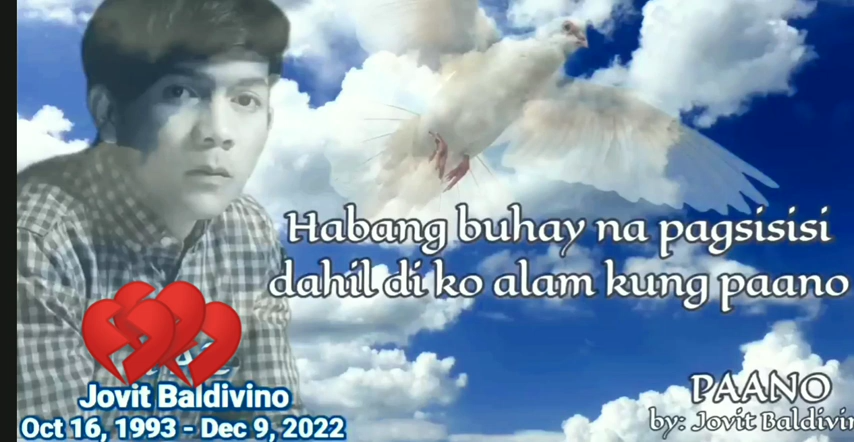 Habang buhay na pagsisisi
dahil di ko alam kung paano
Jovit Baldivino
Oct 16, 1993 - Dec 9, 2022
PAANO
by: Jovit Baldivin